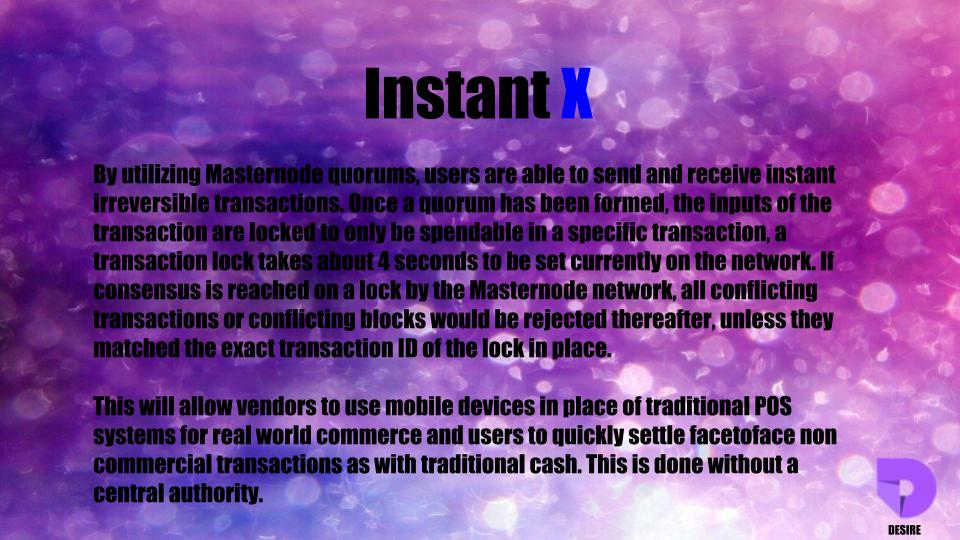 Instant X
By utilizing Masternode quorums, users are able to send and receive instant
irreversible transactions. Once a quorum has been formed, the inputs of the
transaction are locked to only be spendable in a specific transaction, a
transaction lock takes about 4 seconds to be set currently on the network. If
consensus is reached on a lock by the Masternode network, all conflicting
transactions or conflicting blocks would be rejected thereafter, unless they
matched the exact transaction ID of the lock in place.
This will allow vendors to use mobile devices in place of traditional POS
systems for real world commerce and users to quickly settle facetoface non
commercial transactions as with traditional cash. This is done without a
central authority.
DESIRE